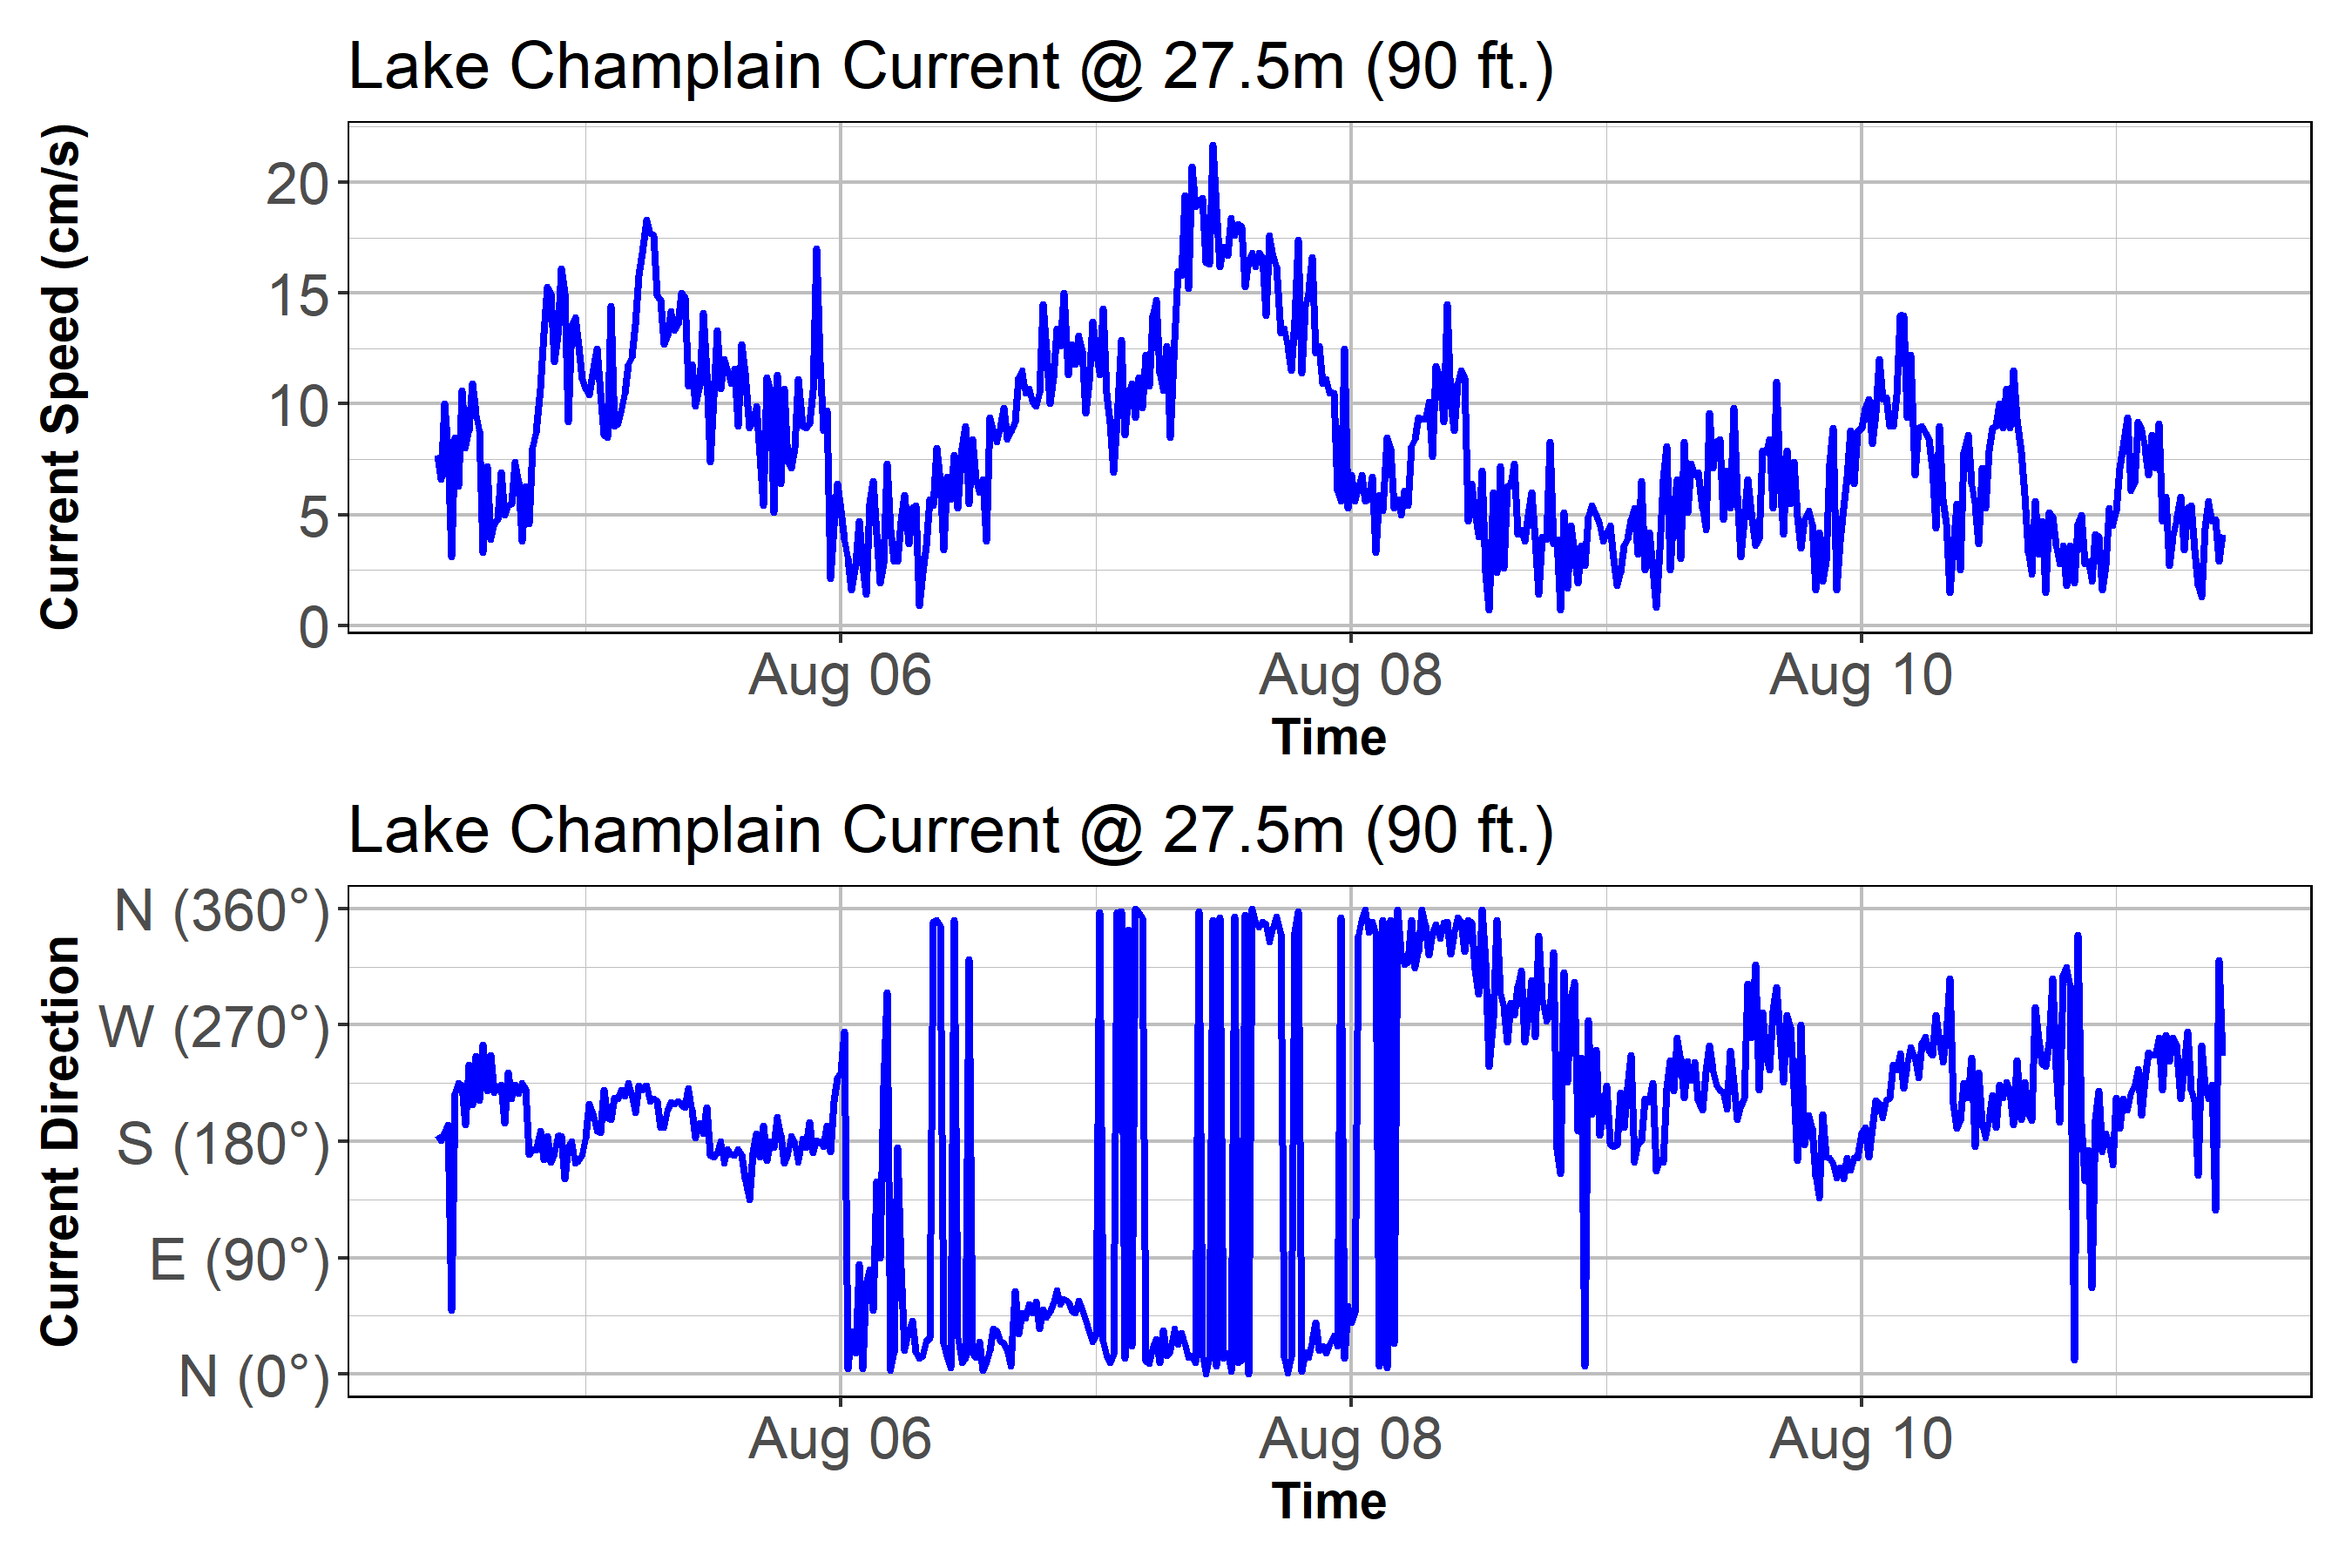 Lake Champlain Current @ 27.5m (90 ft.)
Current Speed (cm/s)
20
15
10
5
0
Aug 06
Aug 08
Aug 10
Time
Lake Champlain Current @ 27.5m (90 ft.)
Current Direction
N (360°)
W (270°)
S (180°)
E (90°)
N (0°)
Aug 06
Aug 08
Aug 10
Time